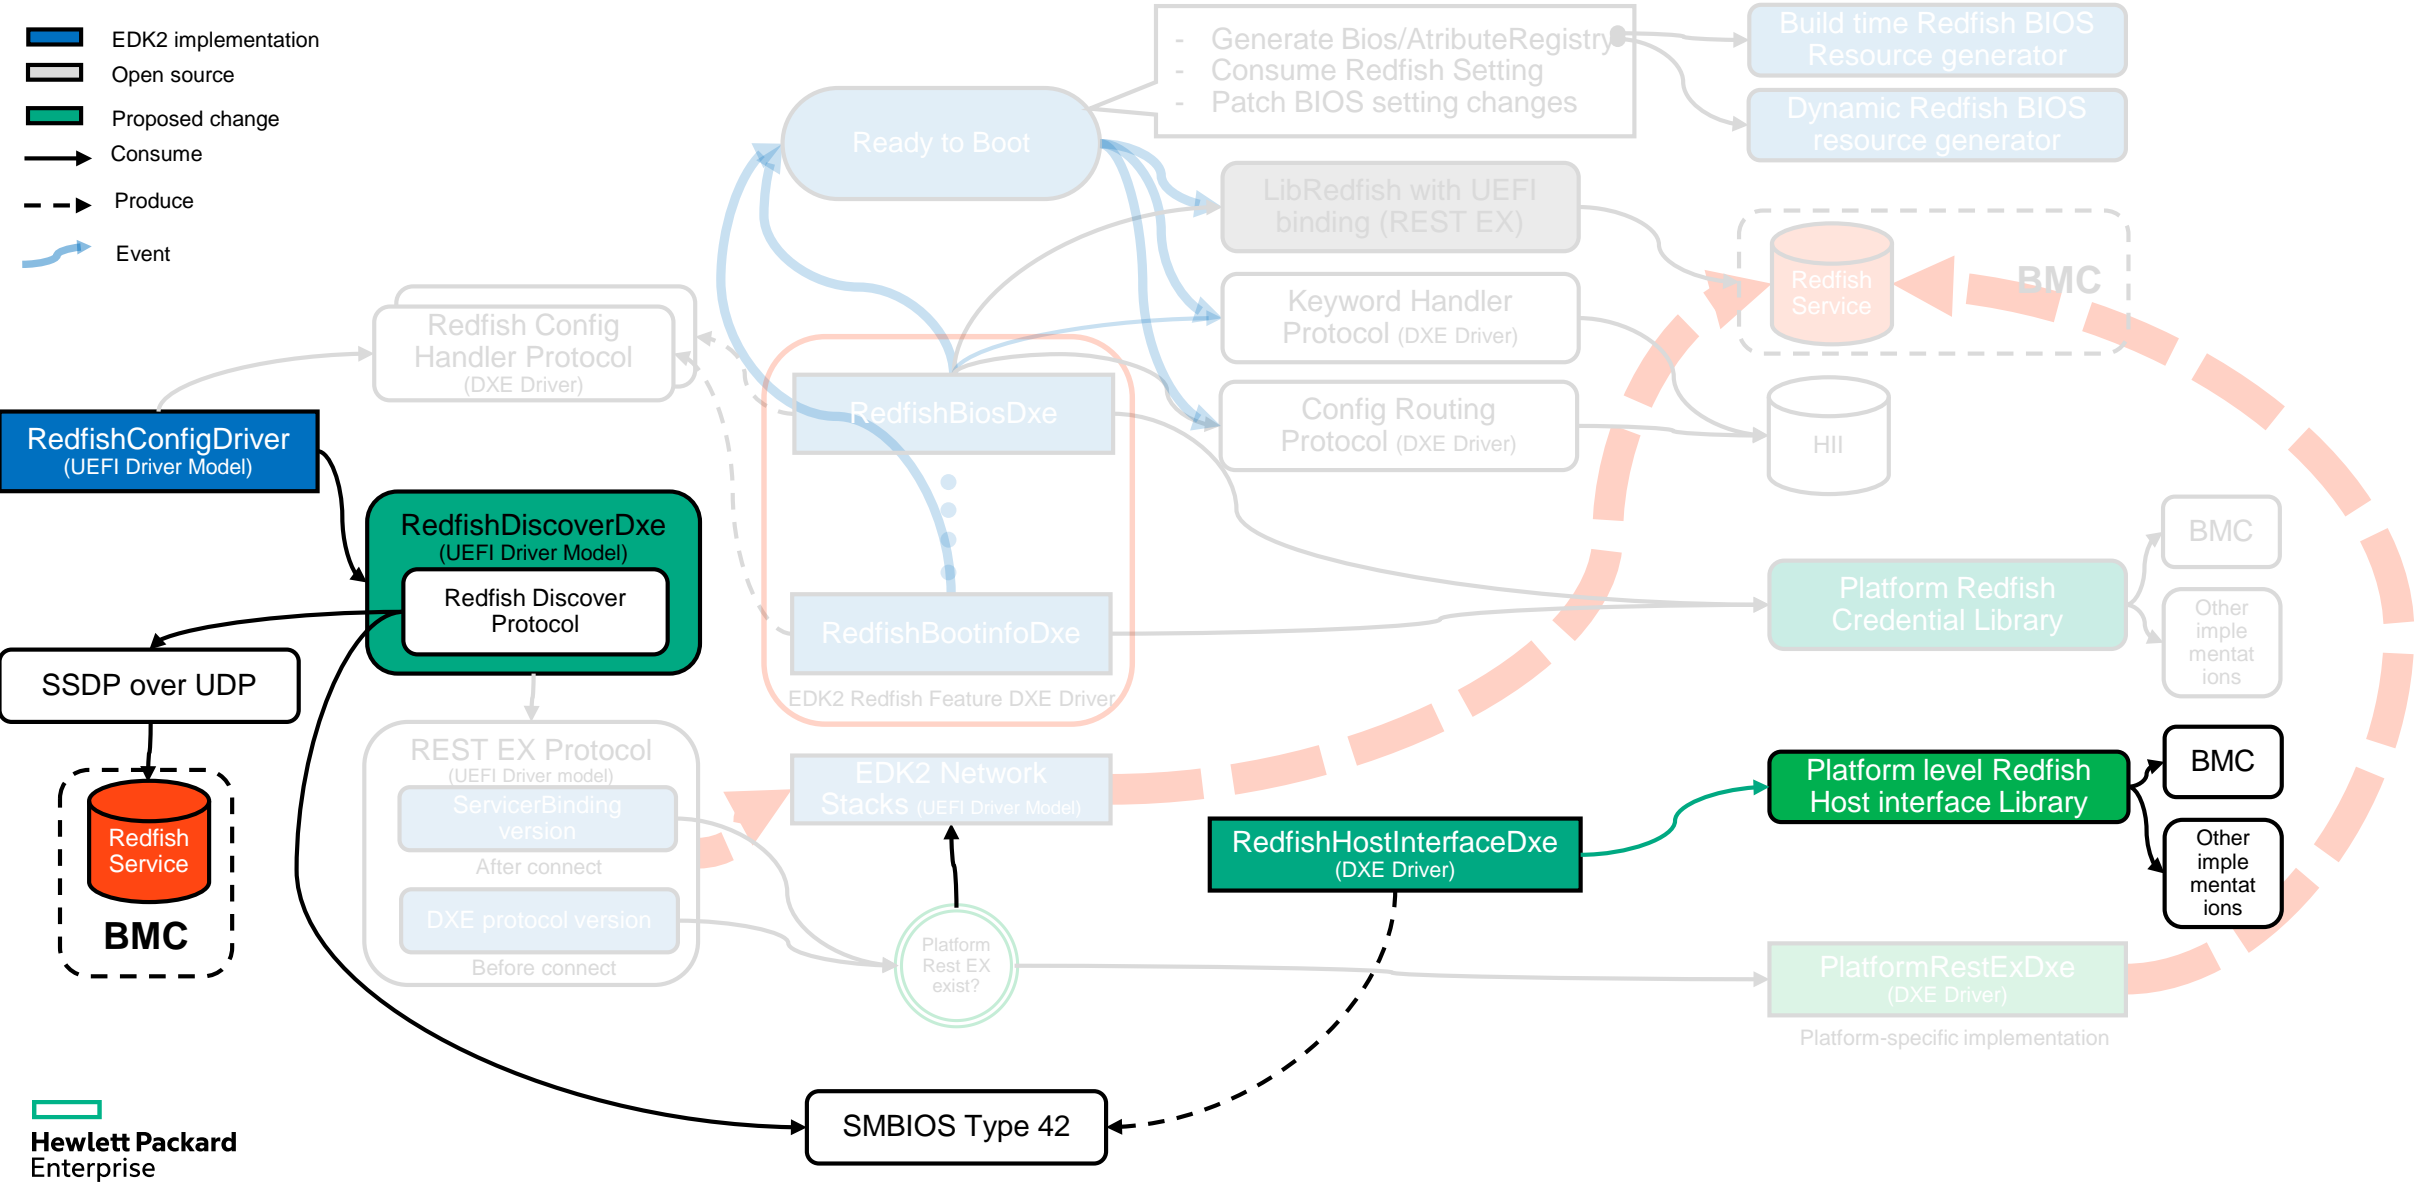 EDK2 implementation
Open source
Proposed change
Consume
Produce
Event
- Generate Bios/AtributeRegistry
- Consume Redfish Setting
- Patch BIOS setting changes
Build time Redfish BIOS
Resource generator
Dynamic Redfish BIOS
resource generator
Ready to Boot
LibRedfish with UEFI
binding (REST EX)
Redfish
Service
BMC
Keyword Handler
Protocol (DXE Driver)
Redfish Config
Handler Protocol
(DXE Driver)
RedfishBiosDxe
Config Routing
Protocol (DXE Driver)
HII
RedfishConfigDriver
(UEFI Driver Model)
RedfishDiscoverDxe
(UEFI Driver Model)
Redfish Discover
Protocol
RedfishBootinfoDxe
EDK2 Redfish Feature DXE Driver
Platform Redfish
Credential Library
BMC
Other
imple
mentat
ions
SSDP over UDP
Redfish
Service
BMC
REST EX Protocol
(UEFI Driver model)
ServicerBinding
version
After connect
DXE protocol version
Before connect
EDK2 Network
Stacks (UEFI Driver Model)
Platform
Rest EX
exist?
RedfishHostInterfaceDxe
(DXE Driver)
Platform level Redfish
Host interface Library
BMC
Other
imple
mentat
ions
PlatformRestExDxe
(DXE Driver)
Platform-specific implementation
SMBIOS Type 42
Hewlett Packard
Enterprise